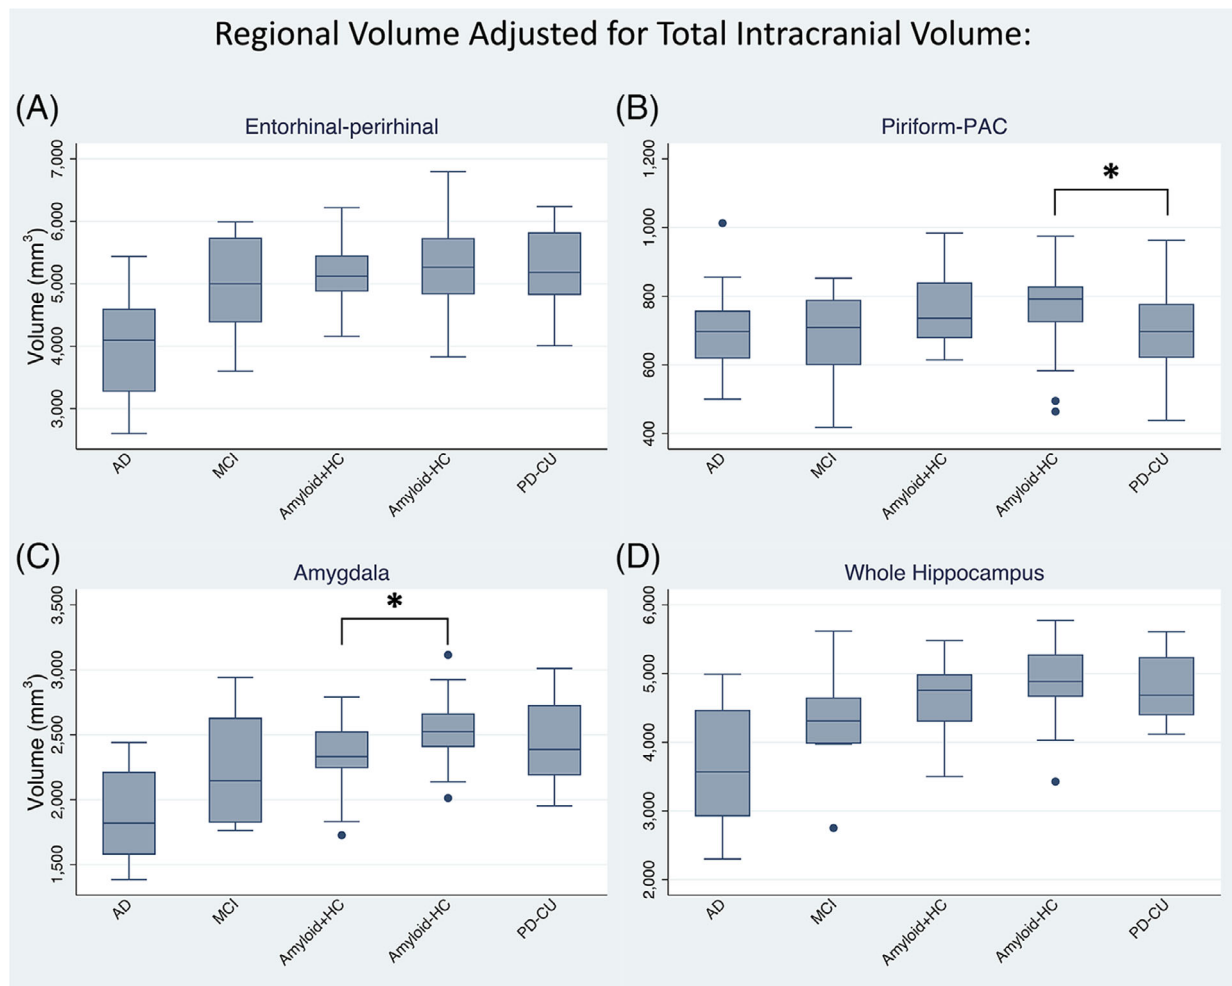 Regional Volume Adjusted for Total Intracranial Volume:
(A)
Entorhinal-perirhinal
Volume (mm³)
7,000
6,000
5,000
4,000
3,000
AD
MCI
Amyloid+HC
Amyloid-HC
PD-CU
(B)
Piriform-PAC
1,200
1,000
800
600
400
*
AD
MCI
Amyloid+HC
Amyloid-HC
PD-CU
(C)
Amygdala
Volume (mm³)
3,500
3,000
2,500
2,000
1,500
*
AD
MCI
Amyloid+HC
Amyloid-HC
PD-CU
(D)
Whole Hippocampus
6,000
5,000
4,000
3,000
2,000
AD
MCI
Amyloid+HC
Amyloid-HC
PD-CU